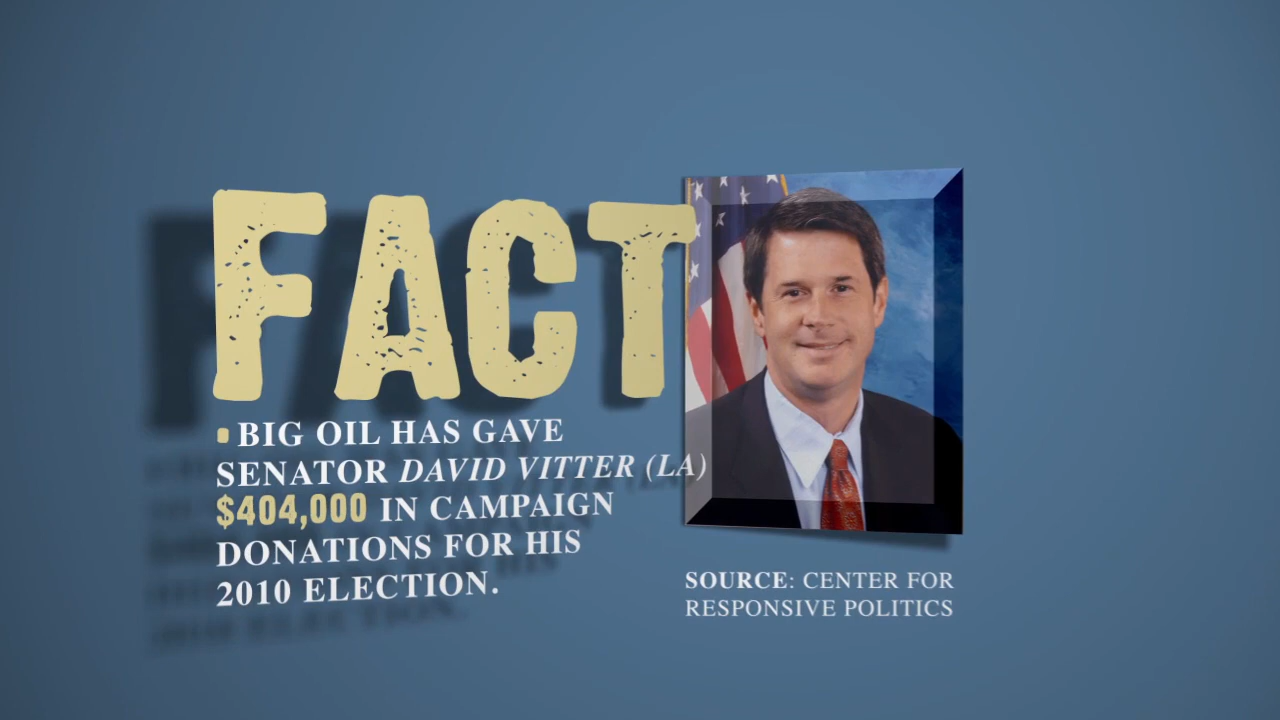 FACT
• BIG OIL HAS GAVE
SENATOR DAVID VITTER (LA)
$404,000 IN CAMPAIGN
DONATIONS FOR HIS
2010 ELECTION.
SOURCE: CENTER FOR
RESPONSIVE POLITICS